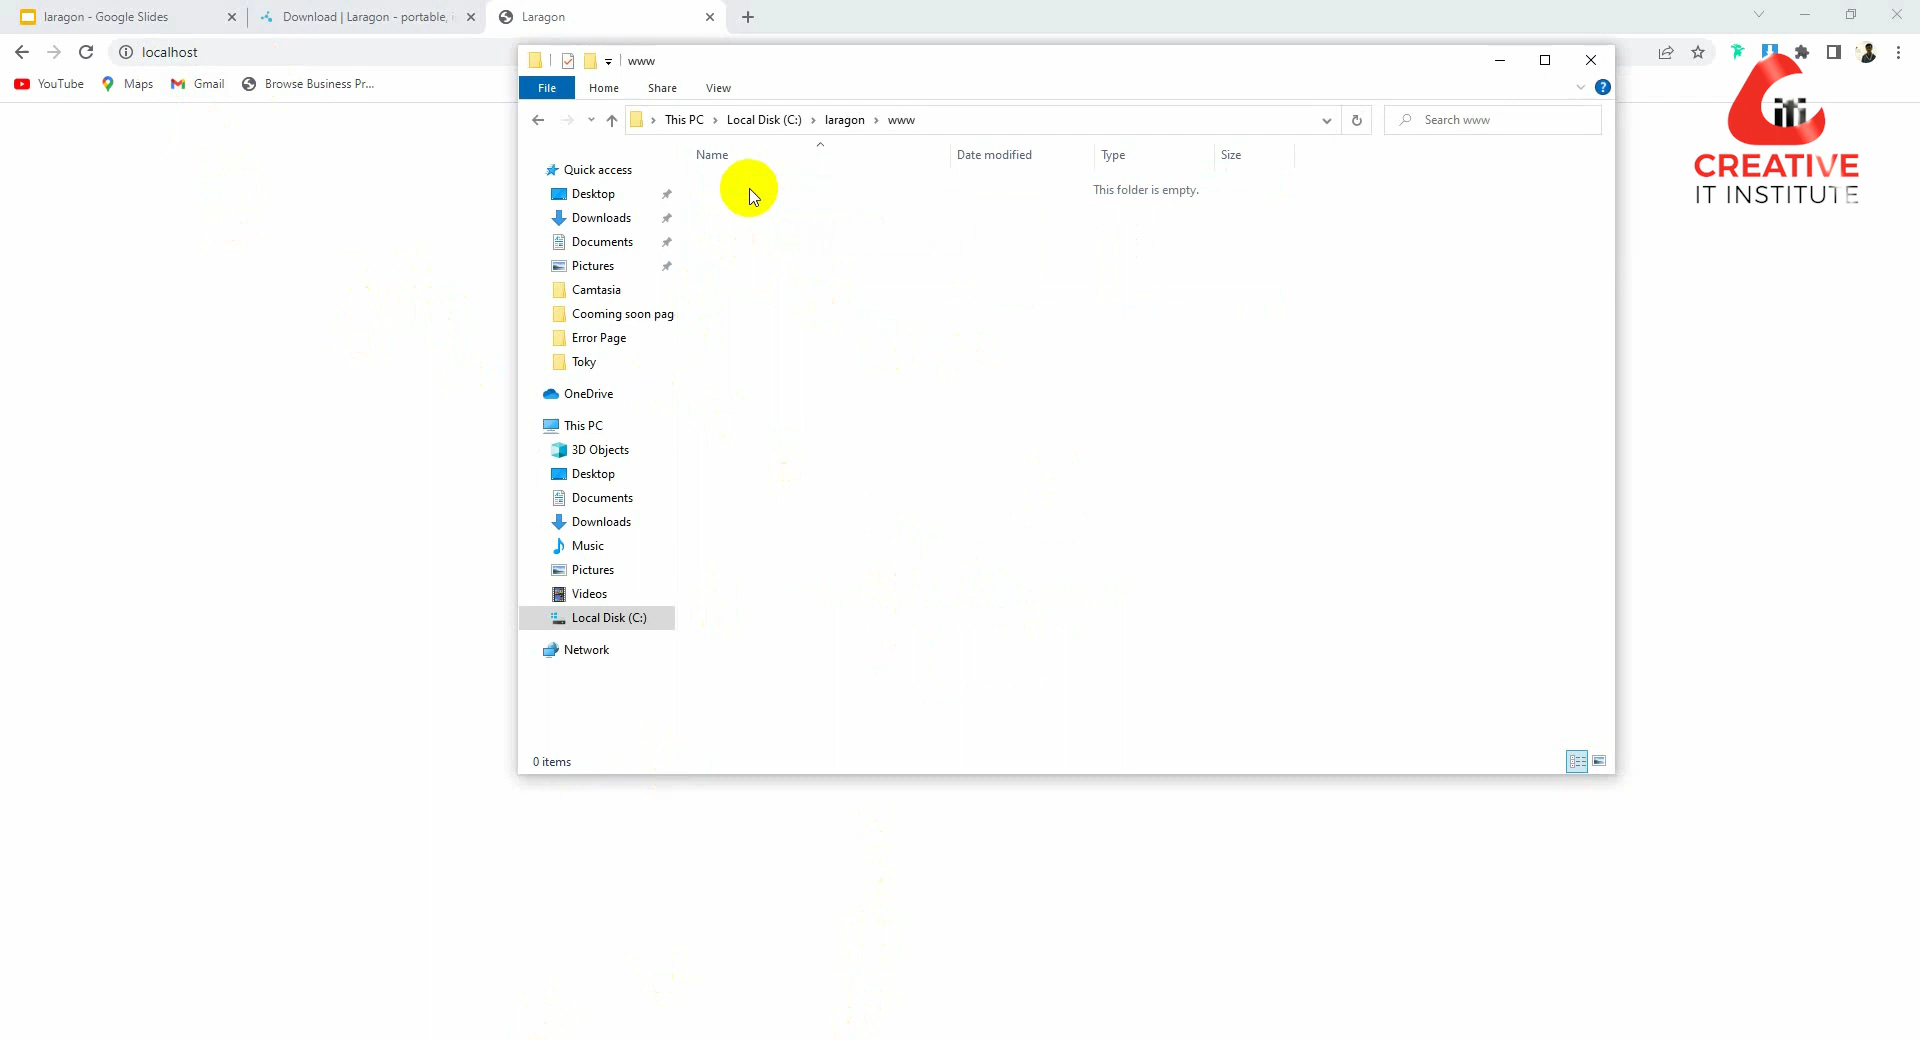 laragon - Google Slides
Download | Laragon - portable, i
Laragon
localhost
YouTube
Maps
Gmail
Browse Business Pr...
www
File
Home
Share
View
This PC
Local Disk (C:)
laragon
www
Search www
Name
Date modified
Type
Size
This folder is empty.
Quick access
Desktop
Downloads
Documents
Pictures
Camtasia
Cooming soon pag
Error Page
Toky
OneDrive
This PC
3D Objects
Desktop
Documents
Downloads
Music
Pictures
Videos
Local Disk (C:)
Network
0 items
iti
CREATIVE
IT INSTITUTE